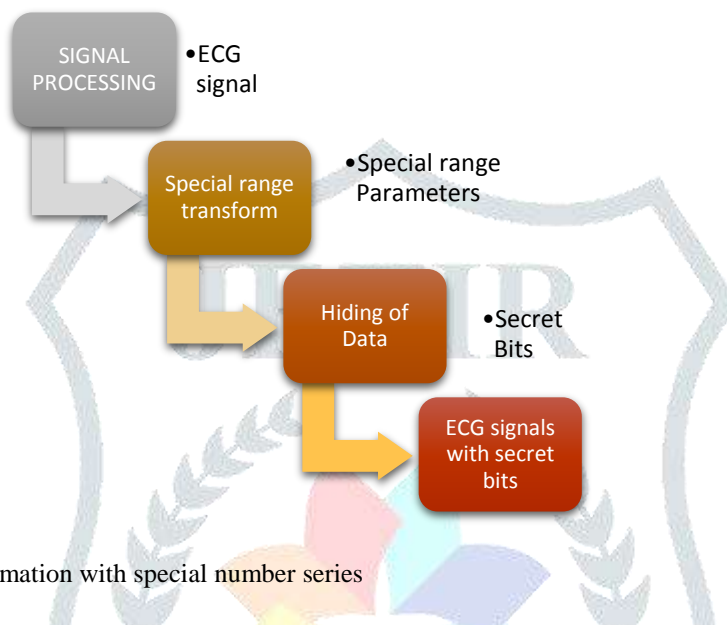 SIGNAL
PROCESSING
•ECG
signal
Special range
transform
•Special range
Parameters
JETIR
Hiding of
Data
•Secret
Bits
ECG signals
with secret
bits
mation with special number series